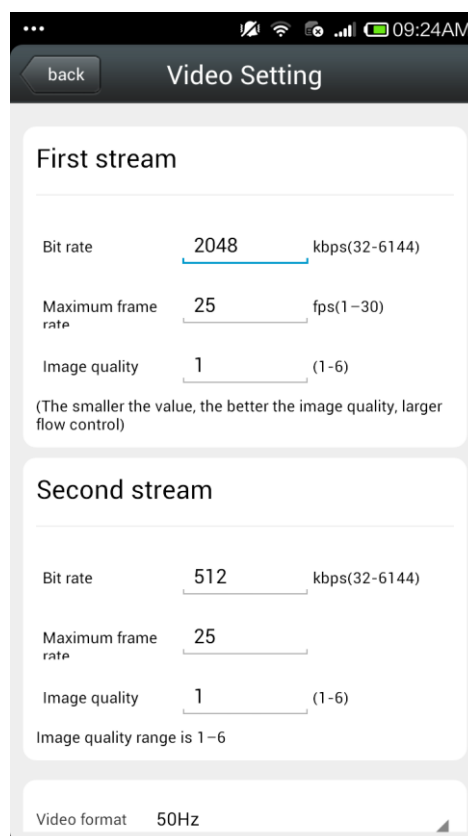 ... 09:24AM
back Video Setting
First stream
Bit rate 2048 kbps(32-6144)
Maximum frame rate 25 fps(1-30)
Image quality 1 (1-6)
(The smaller the value, the better the image quality, larger
flow control)
Second stream
Bit rate 512 kbps(32-6144)
Maximum frame rate 25
Image quality 1 (1-6)
Image quality range is 1-6
Video format 50Hz